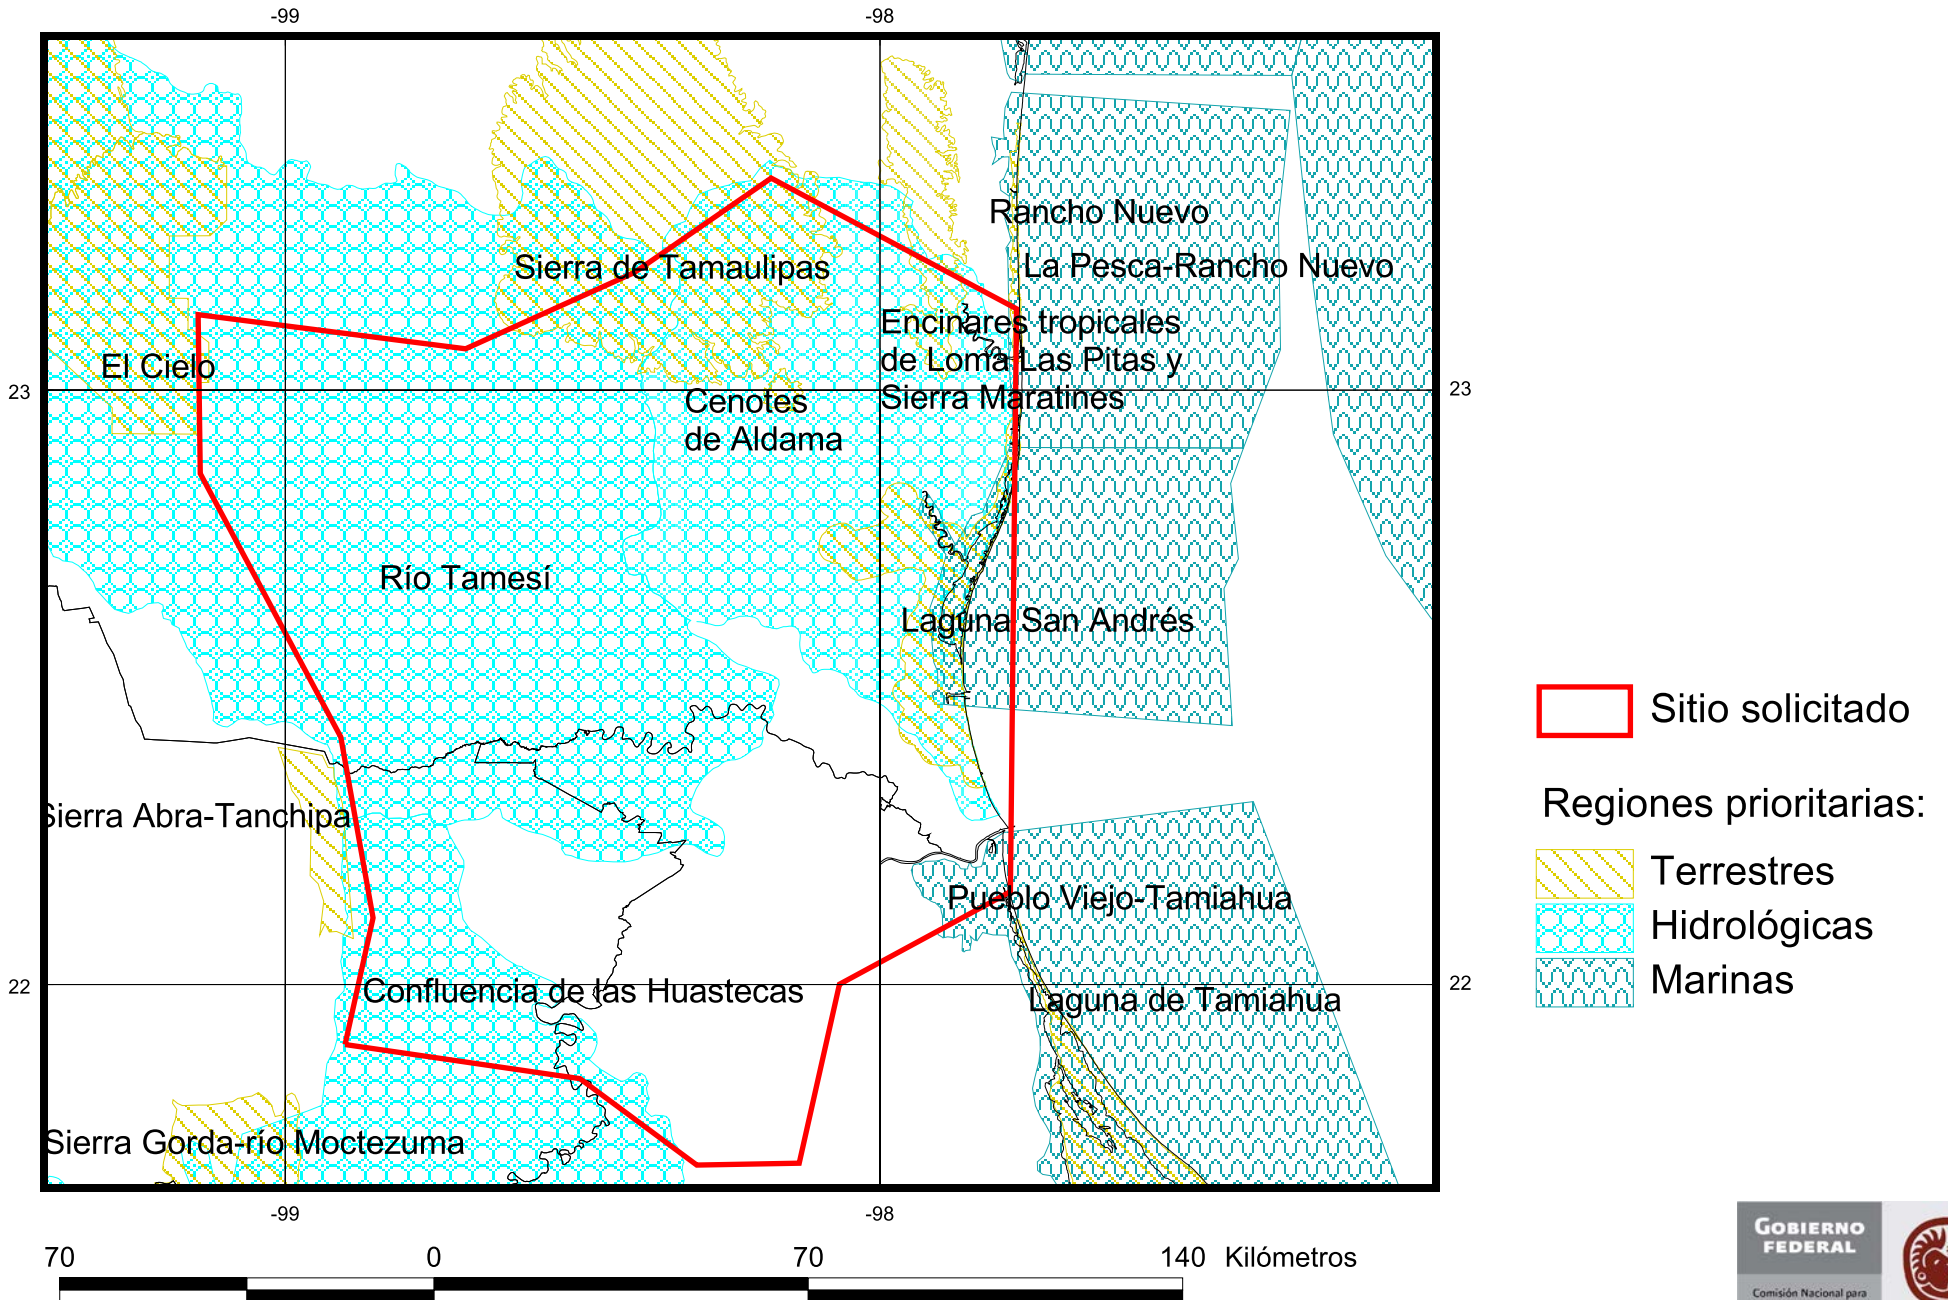 -99
-98
Rancho Nuevo
La Pesca-Rancho Nuevo
Sierra de Tamaulipas
Encinares tropicales
de Loma Las Pitas y
Sierra Maratines
El Cielo
23
23
Cenotes
de Aldama
Río Tamesí
Laguna San Andrés
Sitio solicitado
Regiones prioritarias:
Sierra Abra-Tanchipa
Terrestres
Pueblo Viejo-Tamiahua
Hidrológicas
Marinas
22
22
Confluencia de las Huastecas
Laguna de Tamiahua
Sierra Gorda-río Moctezuma
-99
-98
70
0
70
140 Kilómetros
GOBIERNO
FEDERAL
Comisión Nacional para